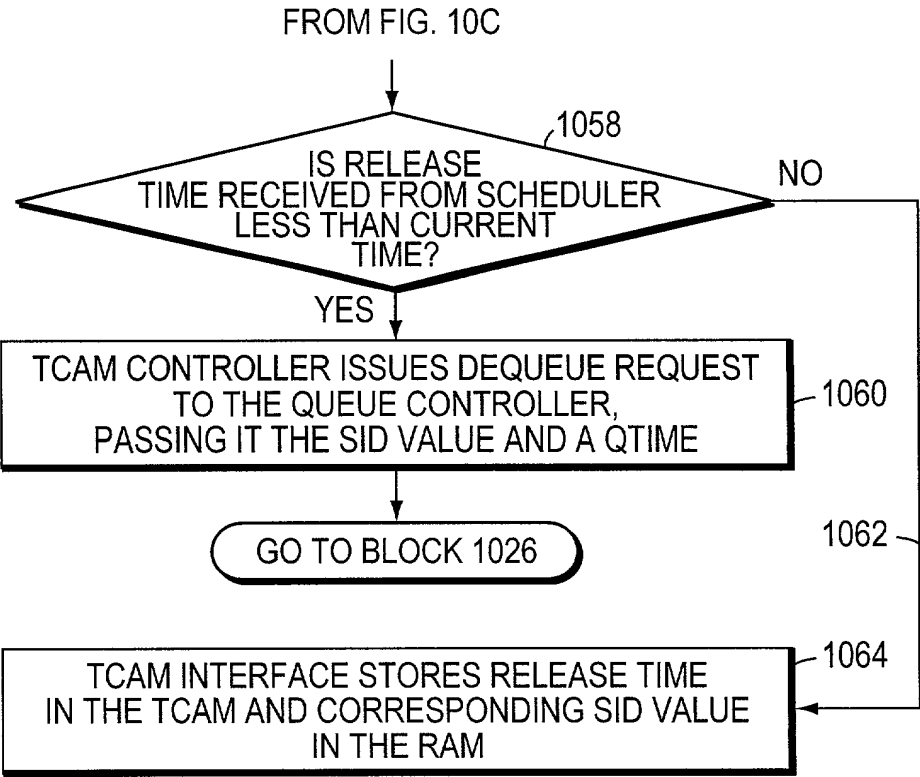 FROM FIG. 10C
1058
IS RELEASE
TIME RECEIVED FROM SCHEDULER
LESS THAN CURRENT
TIME?
NO
YES
TCAM CONTROLLER ISSUES DEQUEUE REQUEST
TO THE QUEUE CONTROLLER,
PASSING IT THE SID VALUE AND A QTIME
1060
GO TO BLOCK 1026
1062
TCAM INTERFACE STORES RELEASE TIME
IN THE TCAM AND CORRESPONDING SID VALUE
IN THE RAM
1064